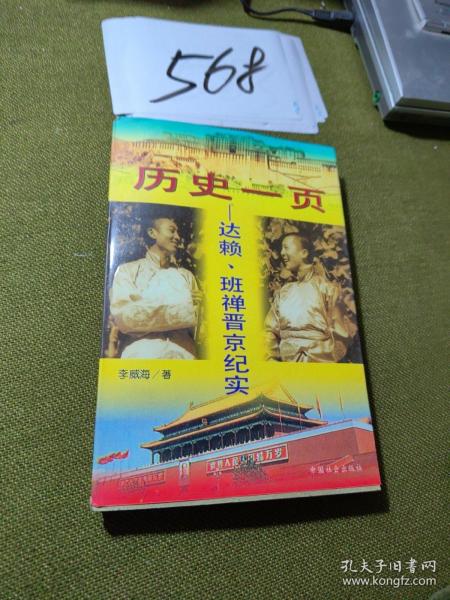 568
历史一页
—达赖、班禅晋京纪实
李威海／著
中国社会出版社
孔夫子旧书网
www.kongfz.com